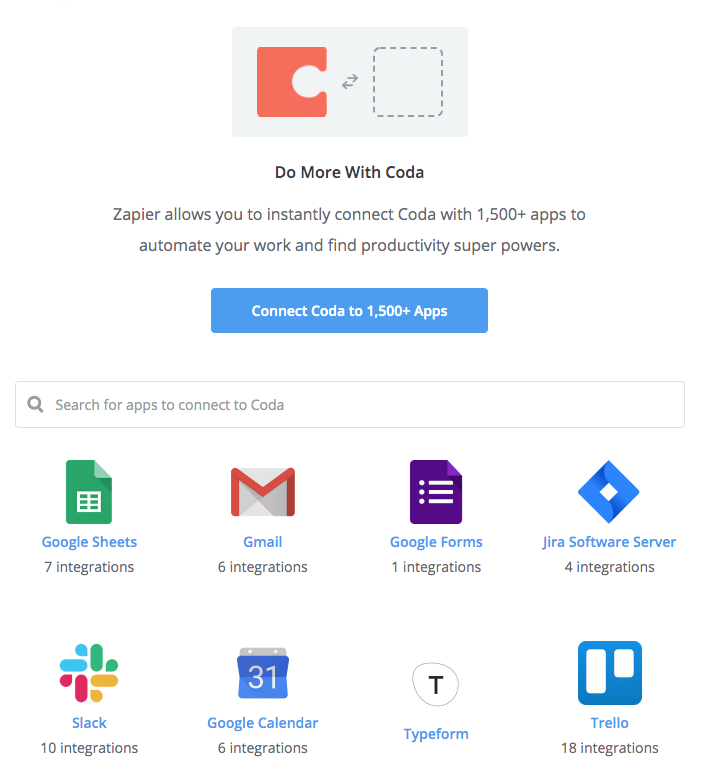 Do More With Coda
Zapier allows you to instantly connect Coda with 1,500+ apps to
automate your work and find productivity super powers.
Connect Coda to 1,500+ Apps
Search for apps to connect to Coda
Google Sheets
7 integrations
Gmail
6 integrations
Google Forms
1 integrations
Jira Software Server
4 integrations
Slack
10 integrations
31
Google Calendar
6 integrations
T
Typeform
Trello
18 integrations